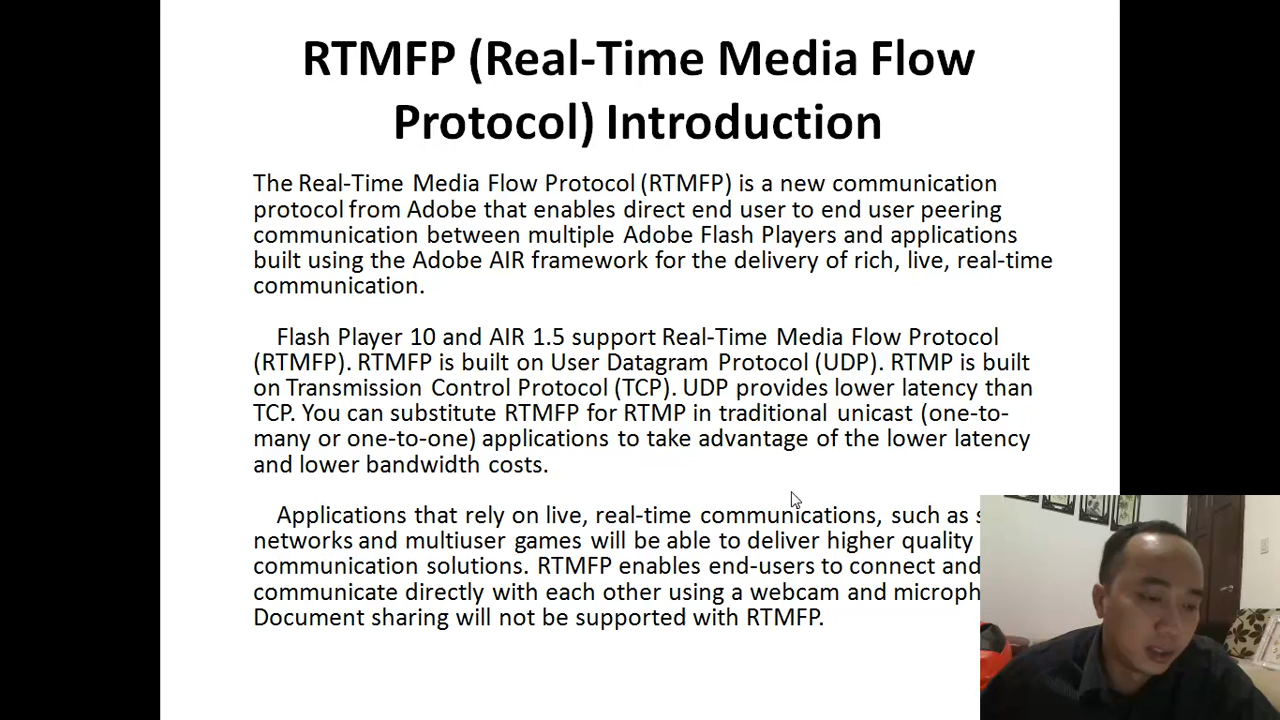 RTMFP (Real-Time Media Flow
Protocol) Introduction
The Real-Time Media Flow Protocol (RTMFP) is a new communication
protocol from Adobe that enables direct end user to end user peering
communication between multiple Adobe Flash Players and applications
built using the Adobe AIR framework for the delivery of rich, live, real-time
communication.
Flash Player 10 and AIR 1.5 support Real-Time Media Flow Protocol
(RTMFP). RTMFP is built on User Datagram Protocol (UDP). RTMP is built
on Transmission Control Protocol (TCP). UDP provides lower latency than
TCP. You can substitute RTMFP for RTMP in traditional unicast (one-to-
many or one-to-one) applications to take advantage of the lower latency
and lower bandwidth costs.
Applications that rely on live, real-time communications, such as
networks and multiuser games will be able to deliver higher quality
communication solutions. RTMFP enables end-users to connect and
communicate directly with each other using a webcam and
Document sharing will not be supported with RTMFP.